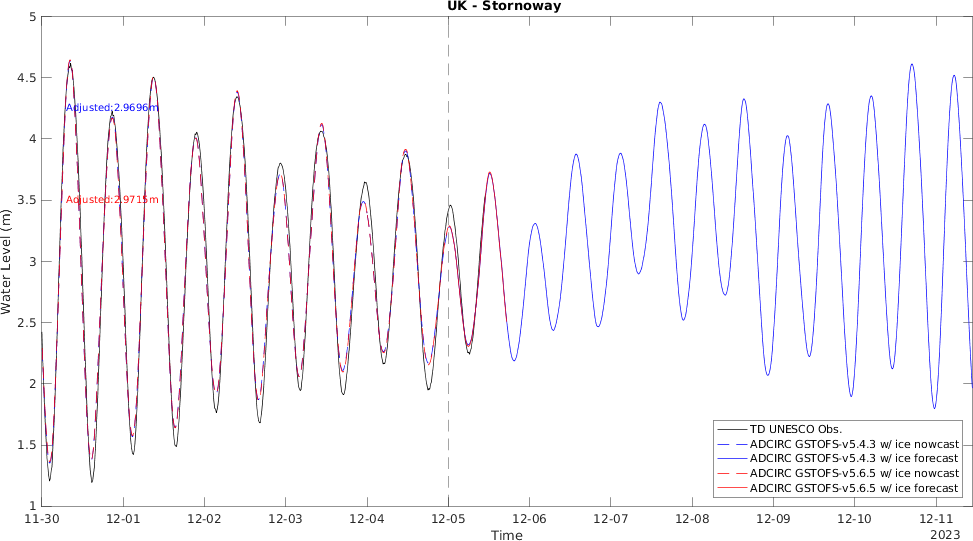 UK - Stornoway
5
4.5
4
3.5
3
2.5
2
1.5
1
Water Level (m)
Adjusted:2.9696m
Adjusted:2.9715m
TD UNESCO Obs.
ADCIRC GSTOFS-v5.4.3 w/ ice nowcast
ADCIRC GSTOFS-v5.4.3 w/ ice forecast
ADCIRC GSTOFS-v5.6.5 w/ ice nowcast
ADCIRC GSTOFS-v5.6.5 w/ ice forecast
11-30 12-01 12-02 12-03 12-04 12-05 12-06 12-07 12-08 12-09 12-10 12-11
Time
2023